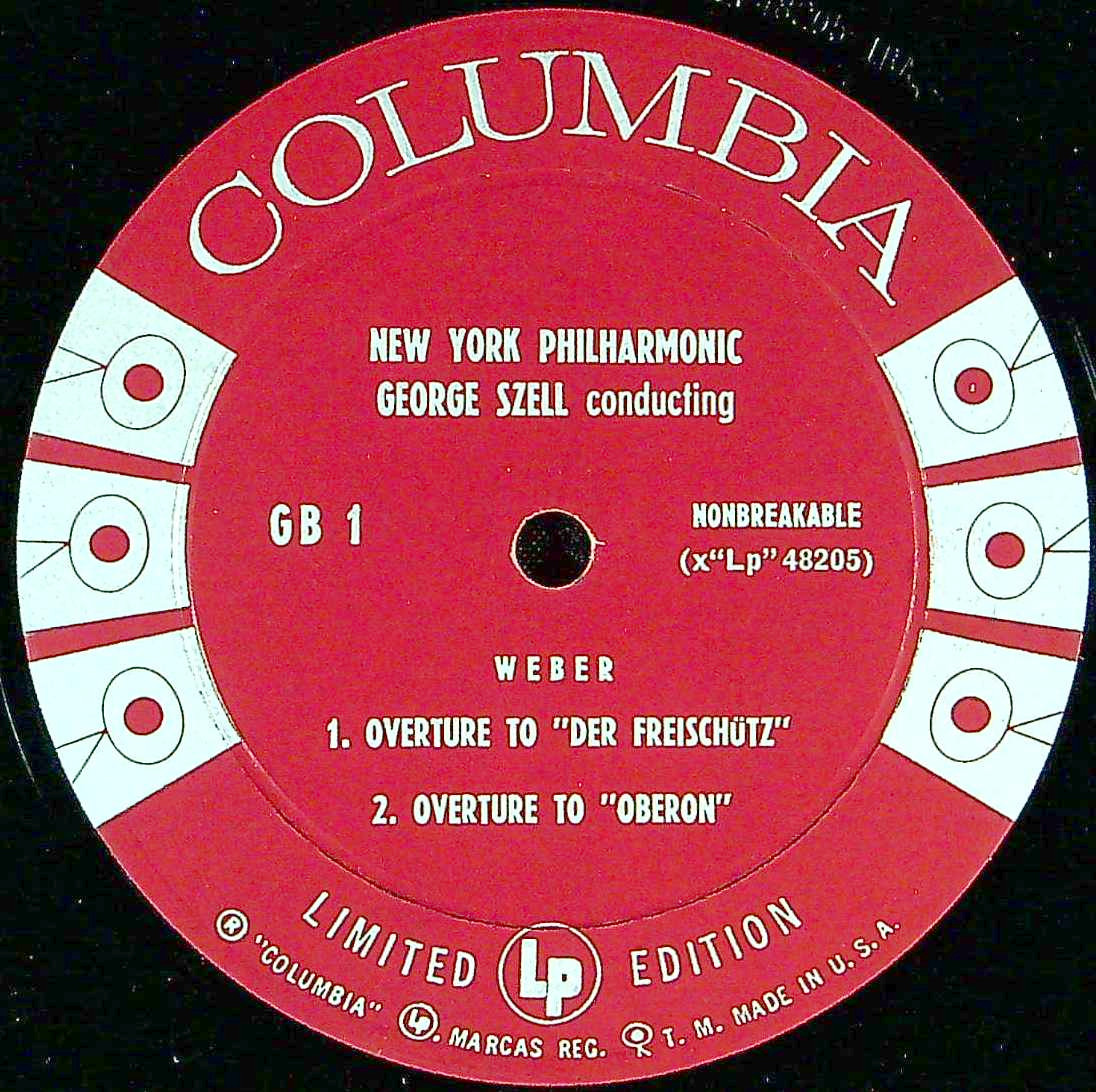 COLUMBIA
NEW YORK PHILHARMONIC
GEORGE SZELL conducting
GB 1
NONBREAKABLE
(x“Lp” 48205)
WEBER
1. OVERTURE TO "DER FREISCHÜTZ"
2. OVERTURE TO "OBERON"
LIMITED Lp EDITION
® "COLUMBIA" Lp. MARCAS REG. T. M. MADE IN U. S. A.